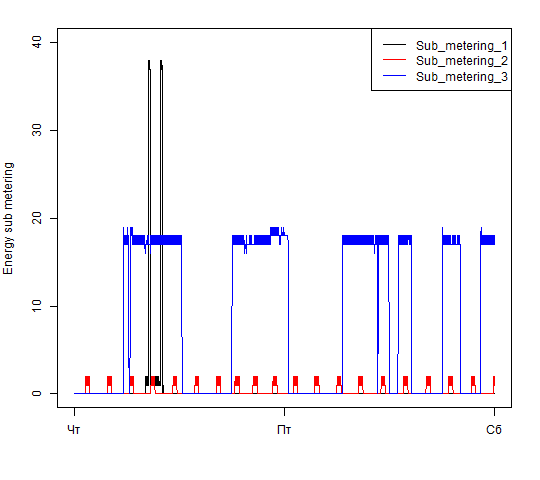 Sub_metering_1
Sub_metering_2
Sub_metering_3
Energy sub metering
40
30
20
10
0
Чт
Пт
Сб